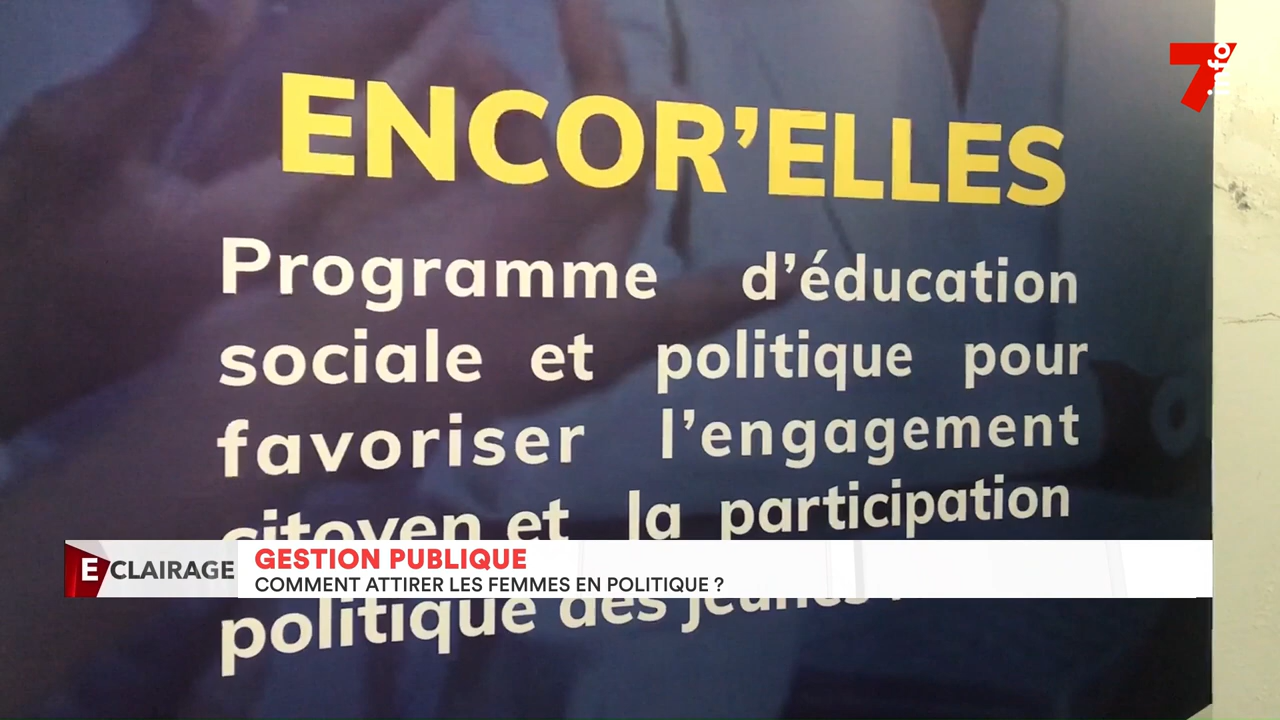 7 info
ENCOR'ELLES
Programme d'éducation
sociale et politique pour
favoriser l'engagement
citoyen et la participation
ECLAIRAGE
GESTION PUBLIQUE
COMMENT ATTIRER LES FEMMES EN POLITIQUE ?
politique des jeunes